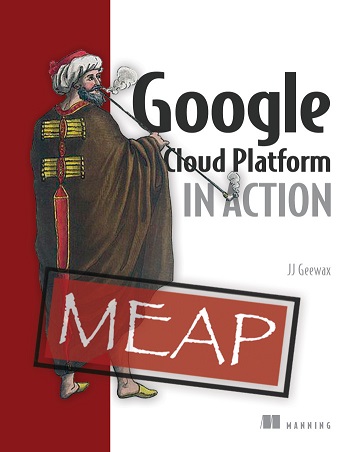 Google
Cloud Platform
IN ACTION
JJ Geewax
MEAP
MANNING